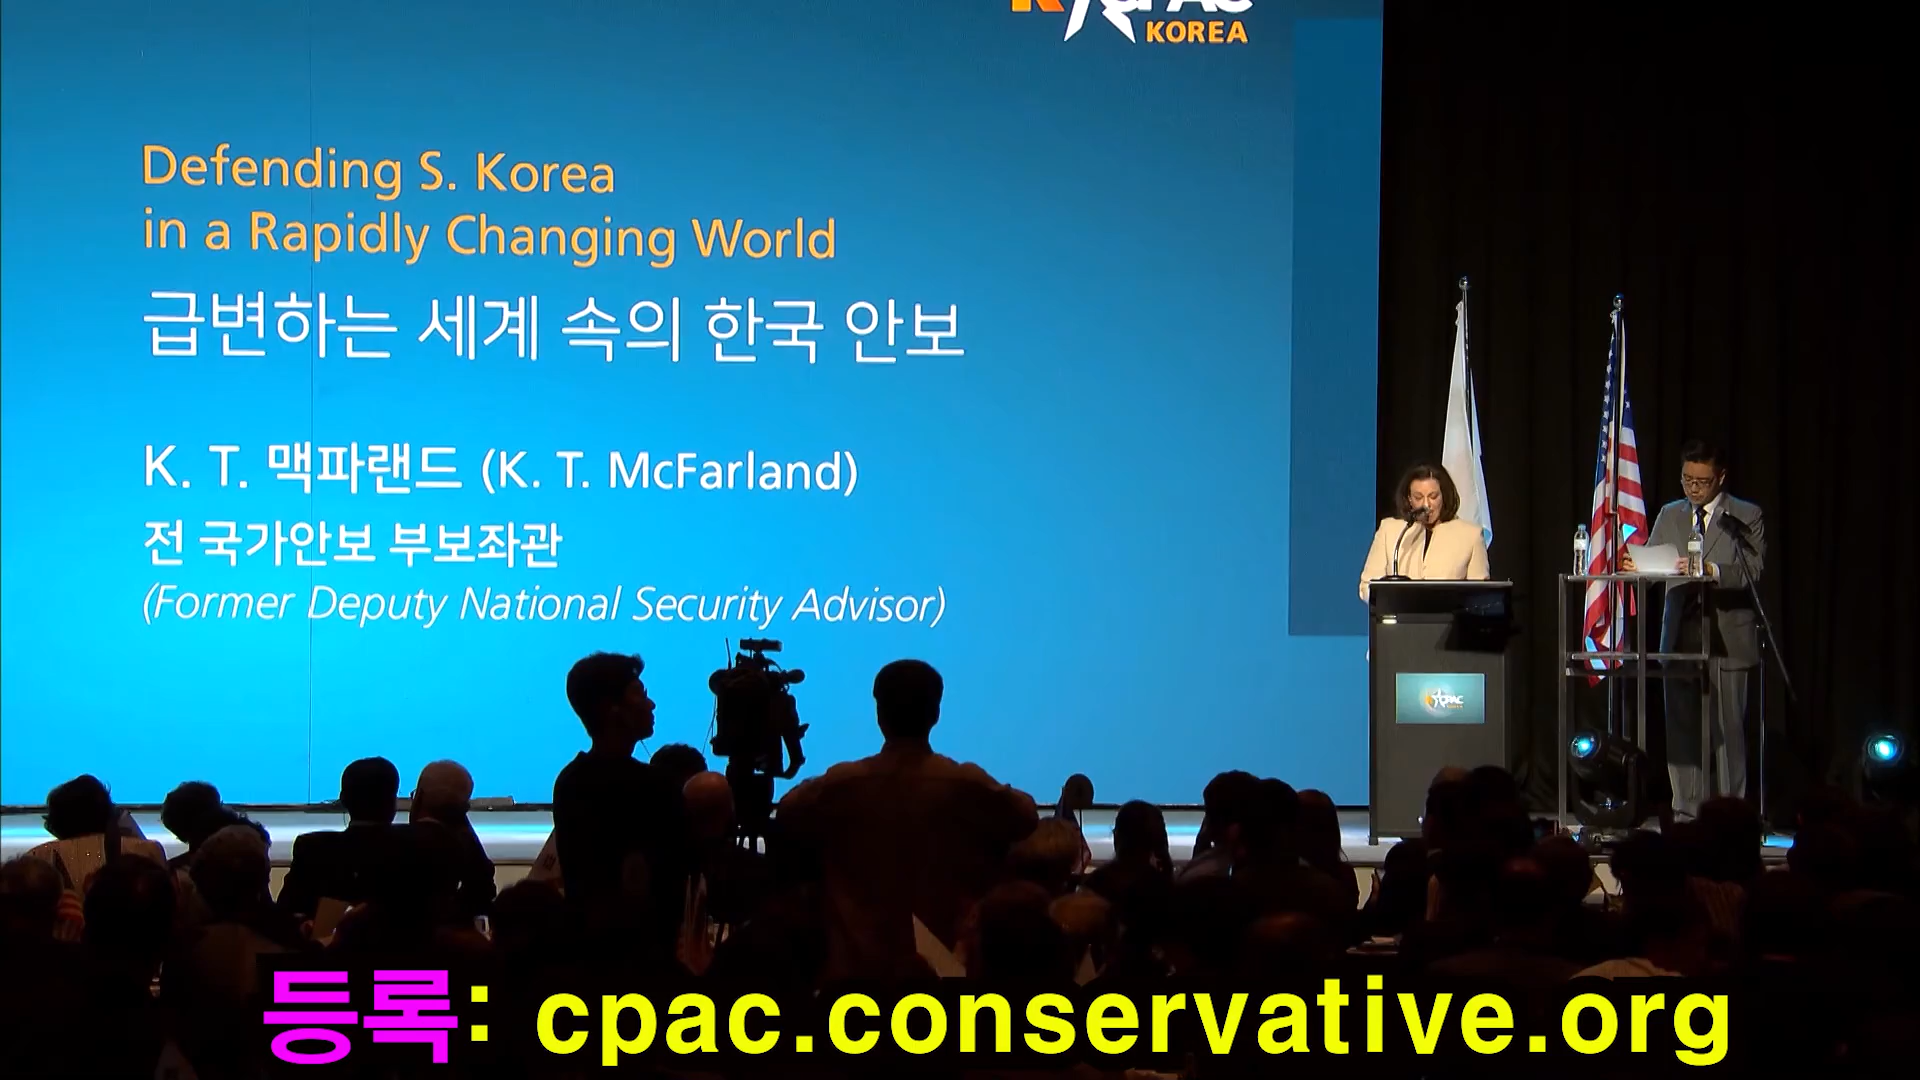 KOREA
Defending S. Korea
in a Rapidly Changing World
급변하는 세계 속의 한국 안보
K. T. 맥파랜드 (K. T. McFarland)
전 국가안보 부보좌관
(Former Deputy National Security Advisor)
CPAC
등록: cpac.conservative.org